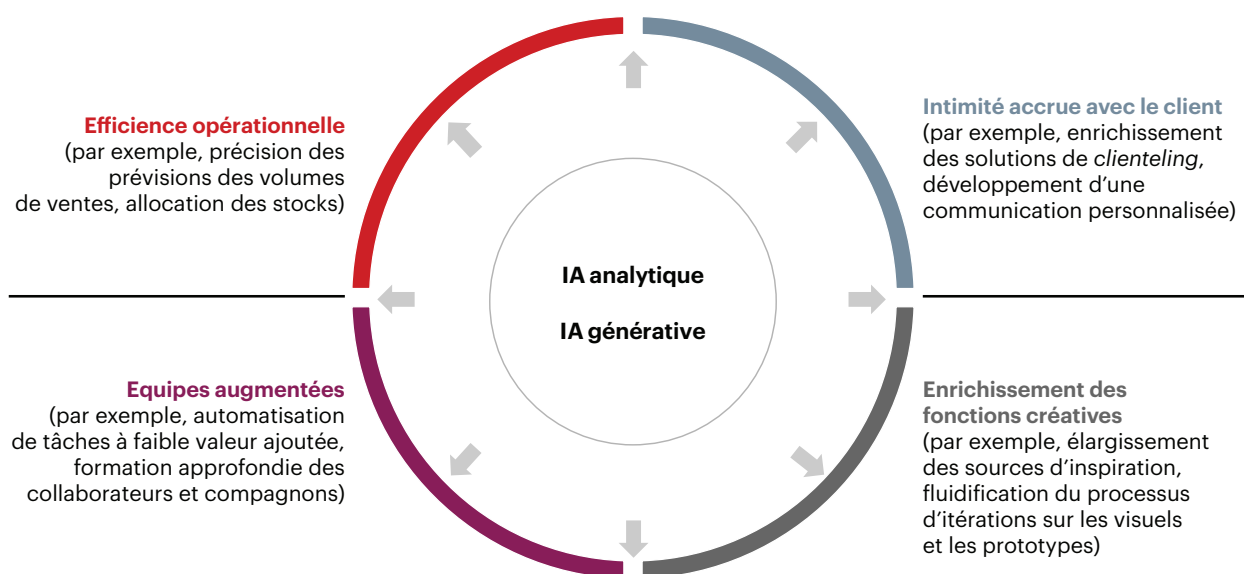 Efficience opérationnelle
(par exemple, précision des
prévisions des volumes
de ventes, allocation des stocks)
Intimité accrue avec le client
(par exemple, enrichissement
des solutions de clienteling,
développement d’une
communication personnalisée)
IA analytique
IA générative
Equipes augmentées
(par exemple, automatisation
de tâches à faible valeur ajoutée,
formation approfondie des
collaborateurs et compagnons)
Enrichissement des
fonctions créatives
(par exemple, élargissement
des sources d’inspiration,
fluidification du processus
d’itérations sur les visuels
et les prototypes)